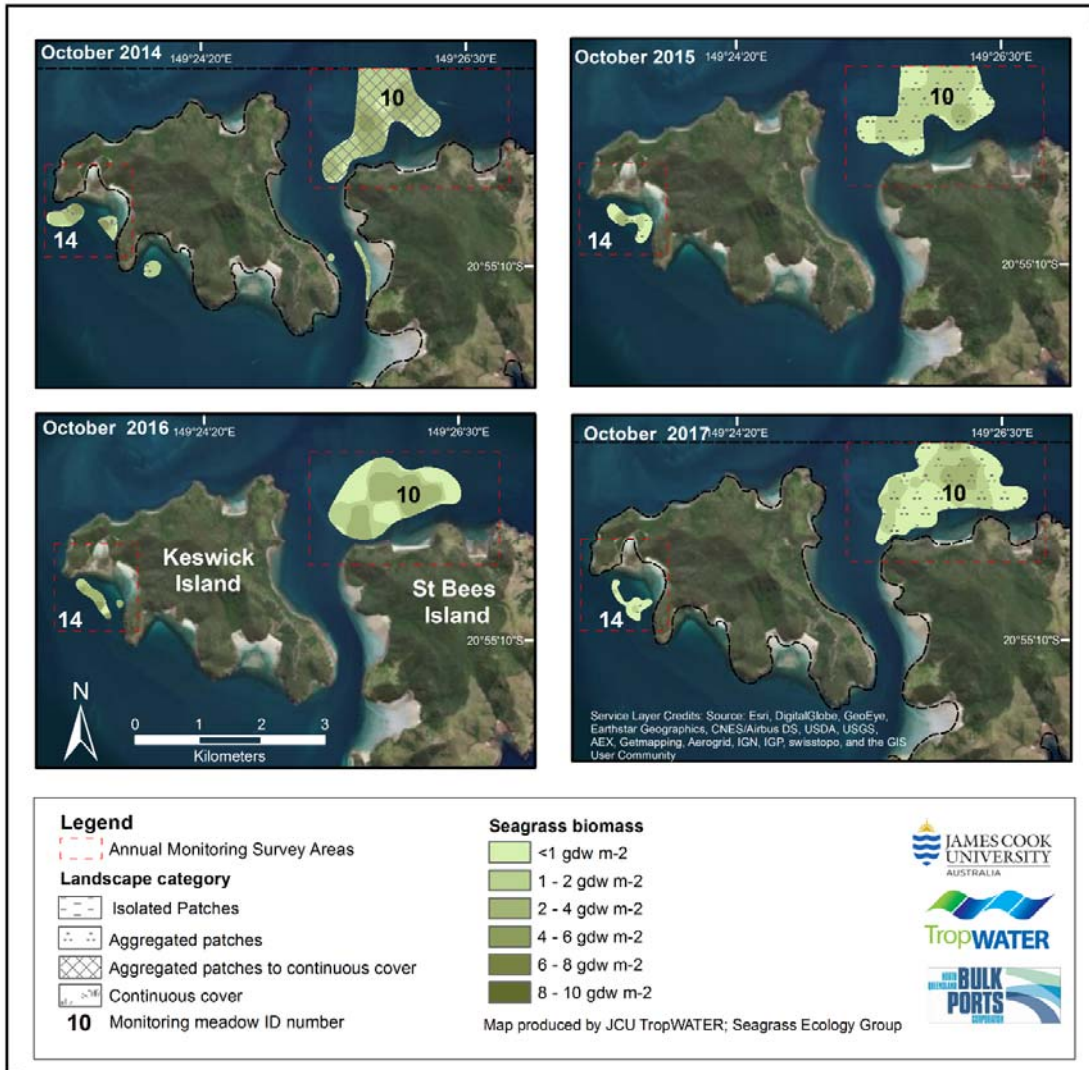 October 2014
149°24'20"E
149°26'30"E
10
14
20°55'10"S
October 2015
149°24'20"E
149°26'30"E
10
14
October 2016
149°24'20"E
149°26'30"E
10
Keswick
Island
St Bees
Island
14
20°55'10"S
N
0 1 2 3
Kilometers
October 2017
149°24'20"E
149°26'30"E
10
14
Service Layer Credits: Source: Esri, DigitalGlobe, GeoEye,
Earthstar Geographics, CNES/Airbus DS, USDA, USGS,
AEX, Getmapping, Aerogrid, IGN, IGP, swisstopo, and the GIS
User Community
Legend
Annual Monitoring Survey Areas
Landscape category
Isolated Patches
Aggregated patches
Aggregated patches to continuous cover
Continuous cover
10 Monitoring meadow ID number
Seagrass biomass
<1 gdw m-2
1 - 2 gdw m-2
2 - 4 gdw m-2
4 - 6 gdw m-2
6 - 8 gdw m-2
8 - 10 gdw m-2
Map produced by JCU TropWATER; Seagrass Ecology Group
JAMES COOK
UNIVERSITY
AUSTRALIA
TropWATER
NORTH
QUEENSLAND
BULK
PORTS
CORPORATION